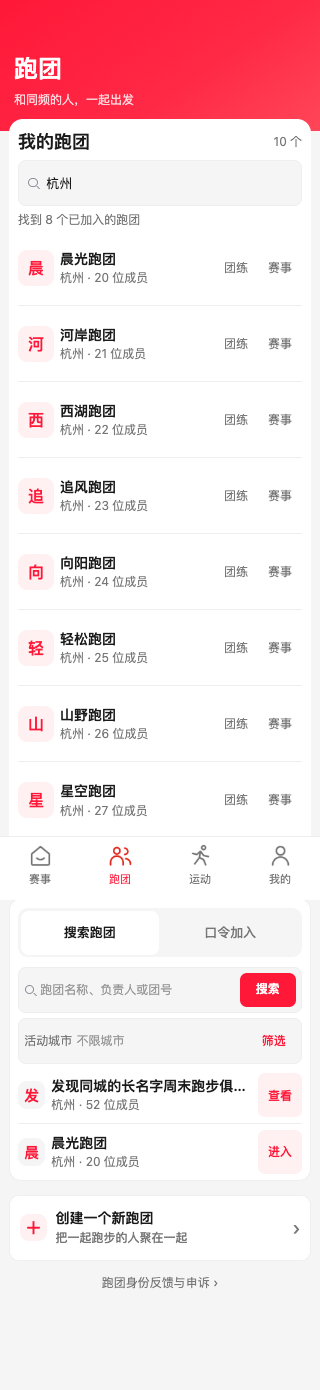 跑团
和同频的人，一起出发
我的跑团 10 个
杭州
找到 8 个已加入的跑团
晨 晨光跑团 团练 赛事
杭州 · 20 位成员
河 河岸跑团 团练 赛事
杭州 · 21 位成员
西 西湖跑团 团练 赛事
杭州 · 22 位成员
追 追风跑团 团练 赛事
杭州 · 23 位成员
向 向阳跑团 团练 赛事
杭州 · 24 位成员
轻 轻松跑团 团练 赛事
杭州 · 25 位成员
山 山野跑团 团练 赛事
杭州 · 26 位成员
星 星空跑团 团练 赛事
杭州 · 27 位成员
赛事 跑团 运动 我的
搜索跑团 口令加入
跑团名称、负责人或团号 搜索
活动城市 不限城市 筛选
发 发现同城的长名字周末跑步俱... 查看
杭州 · 52 位成员
晨 晨光跑团 进入
杭州 · 20 位成员
创建一个新跑团
把一起跑步的人聚在一起
跑团身份反馈与申诉 ›